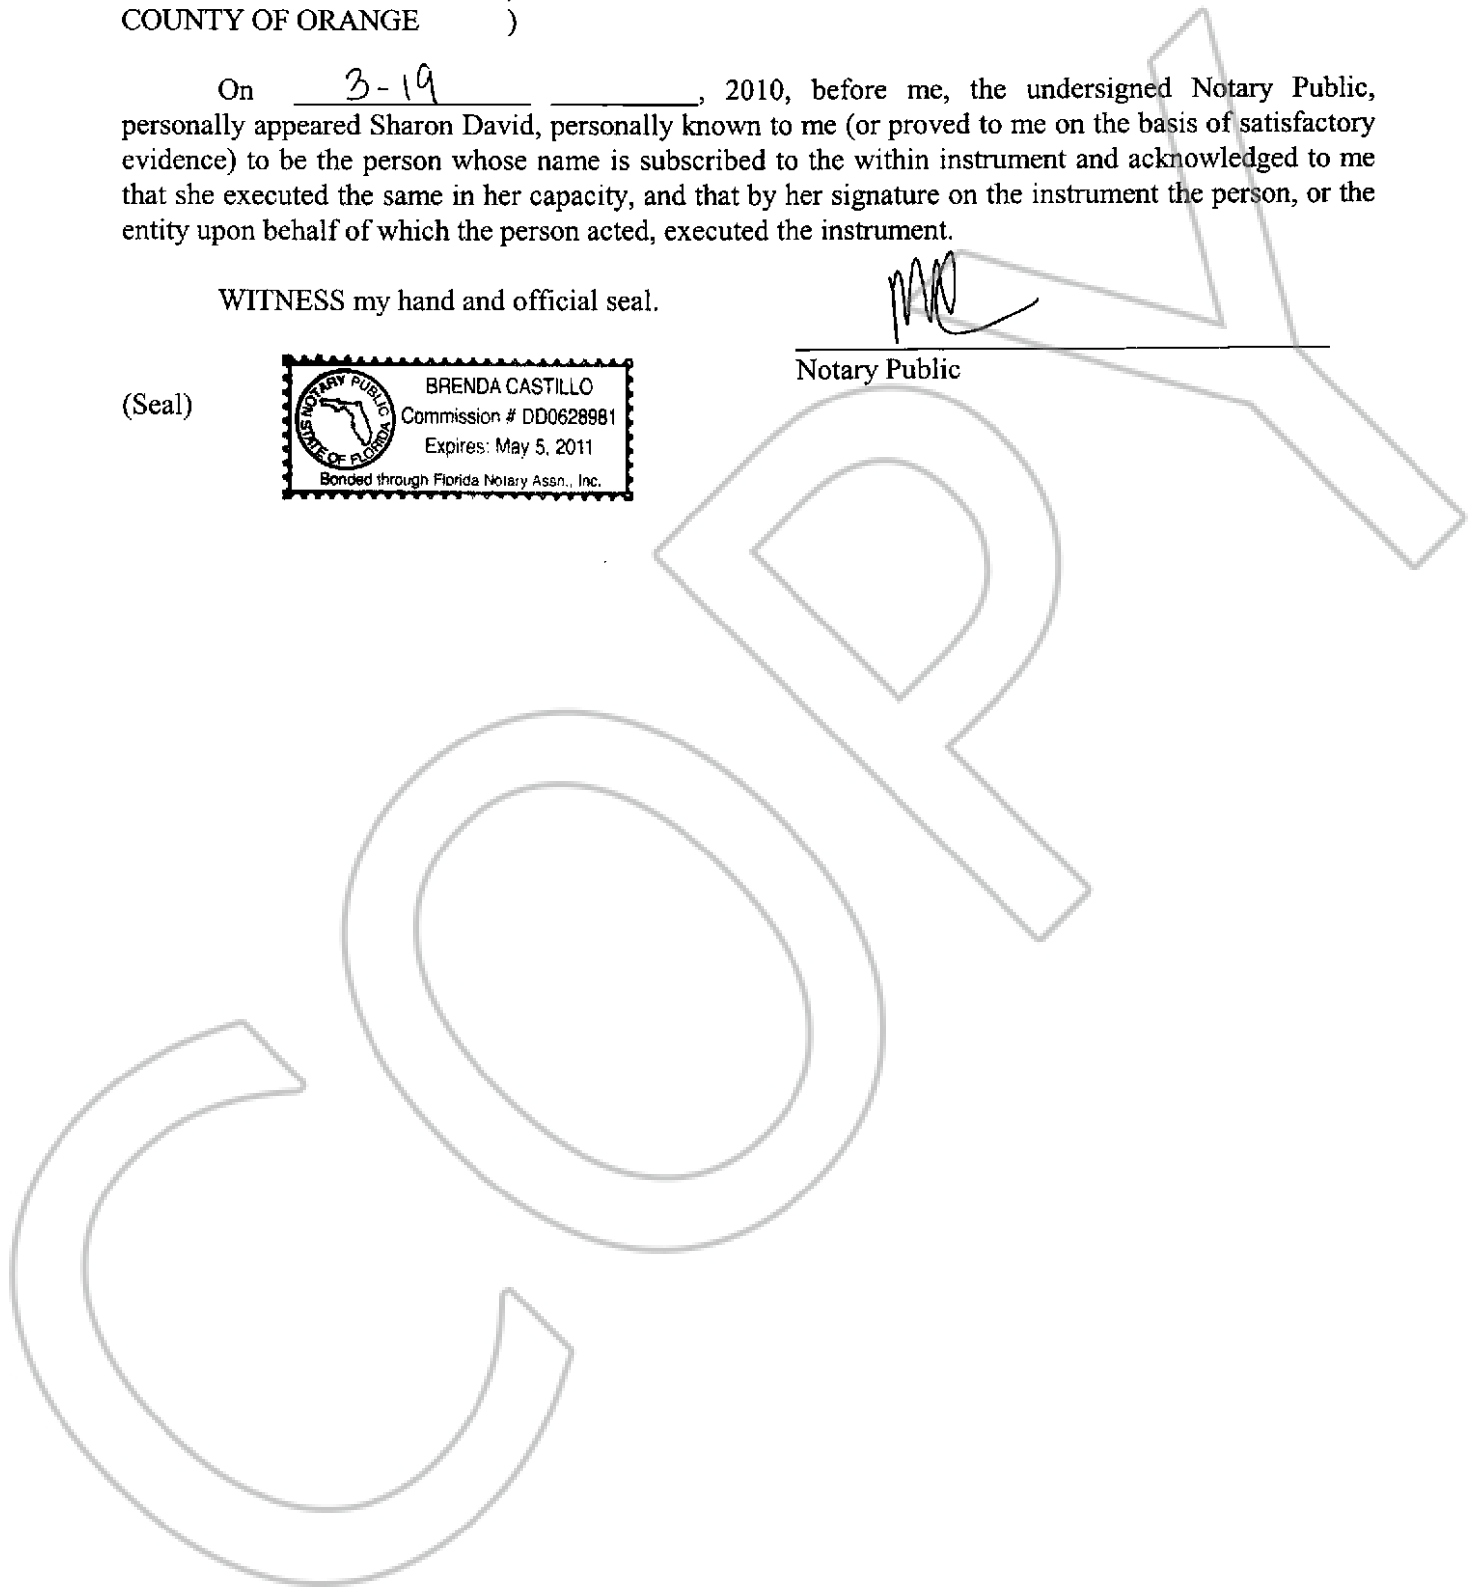 COUNTY OF ORANGE )
On 3-19 , 2010, before me, the undersigned Notary Public,
personally appeared Sharon David, personally known to me (or proved to me on the basis of satisfactory
evidence) to be the person whose name is subscribed to the within instrument and acknowledged to me
that she executed the same in her capacity, and that by her signature on the instrument the person, or the
entity upon behalf of which the person acted, executed the instrument.
WITNESS my hand and official seal.
Notary Public
(Seal)
NOTARY PUBLIC
STATE OF FLORIDA
BRENDA CASTILLO
Commission # DD0628981
Expires: May 5, 2011
Bonded through Florida Notary Assn., Inc.
COPY